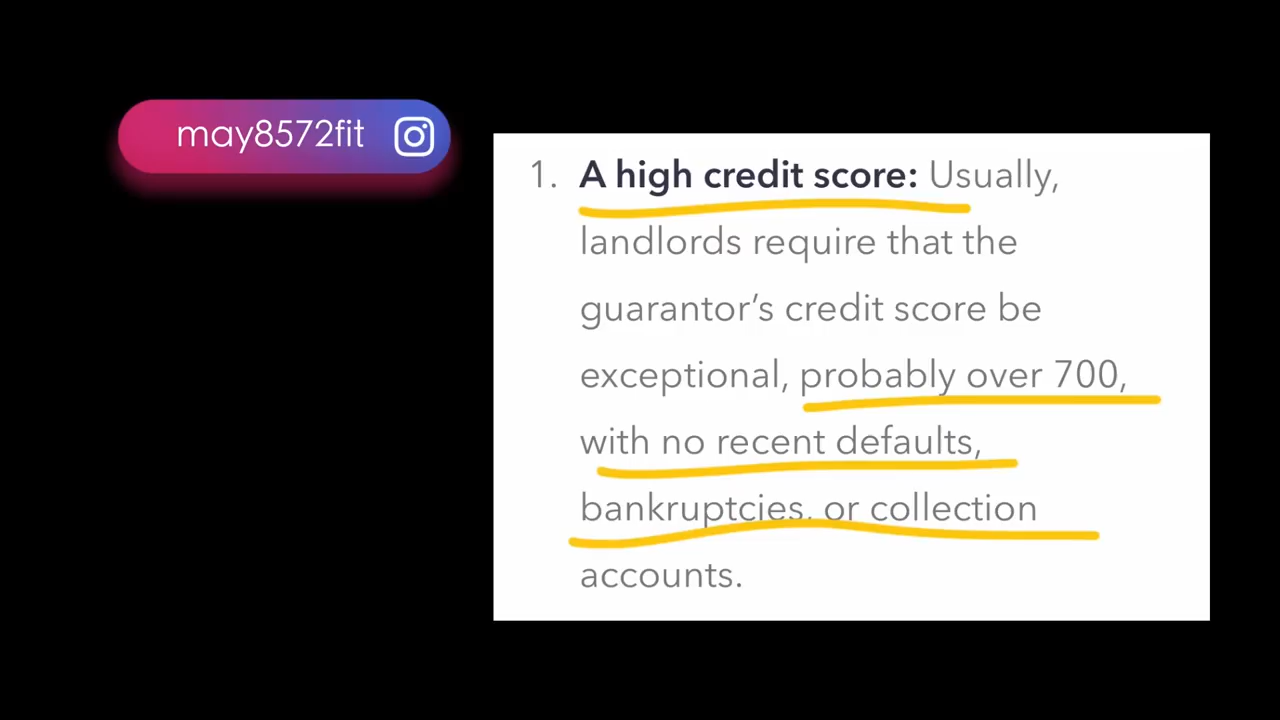 may8572fit
1. A high credit score: Usually,
landlords require that the
guarantor’s credit score be
exceptional, probably over 700,
with no recent defaults,
bankruptcies, or collection
accounts.